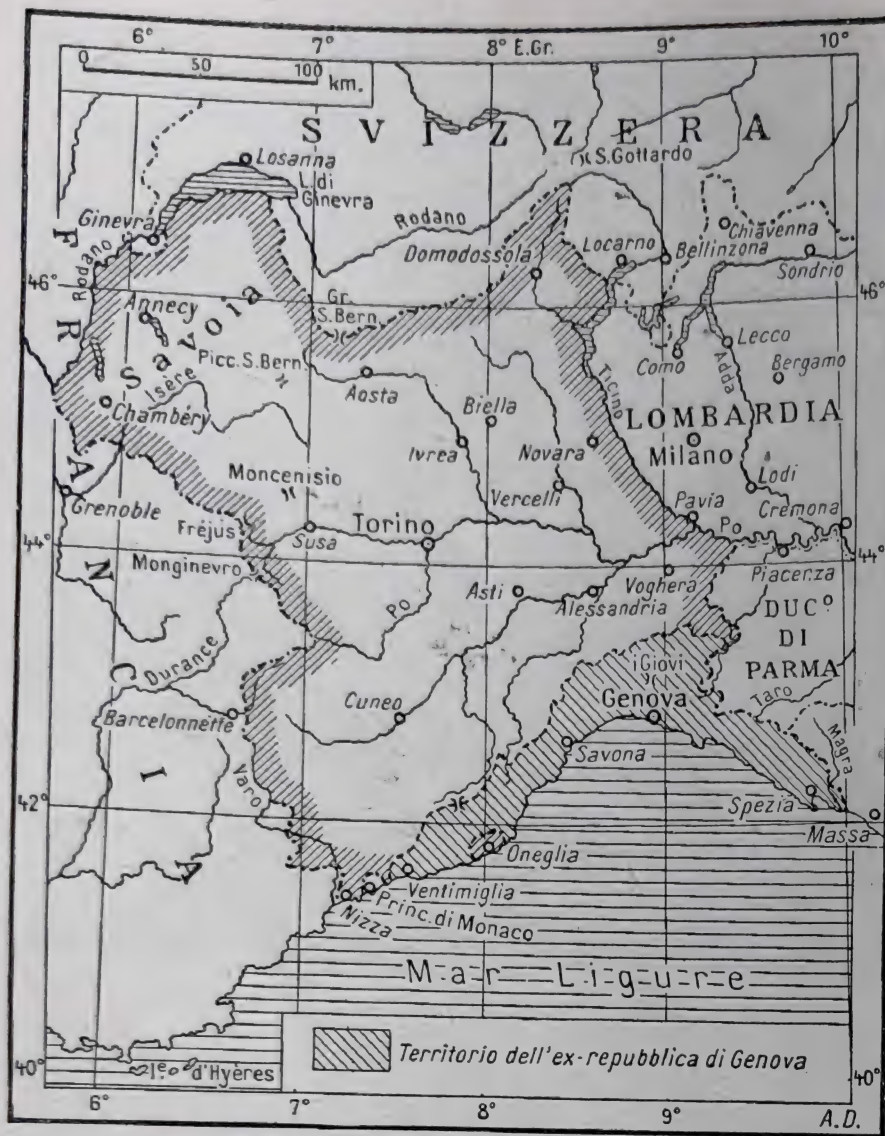 6° 7° 8° E.Gr. 9° 10°
0 50 100
km.
SVIZZERA
S.Gottardo
Losanna
L. di
Ginevra
Ginevra
Rodano
Rodano
Domodossola
Locarno
Bellinzona
Chiavenna
Sondrio
46°
46°
FRANCIA
Annecy
Savoia
Gr.
S.Bern.
Picc. S.Bern.
Isère
Chambéry
Aosta
Biella
Ivrea
Novara
Vercelli
Ticino
Como
Lecco
Adda
Bergamo
LOMBARDIA
Milano
Lodi
Cremona
Pavia
Po
Piacenza
Moncenisio
Grenoble
Fréjus
Susa
Torino
44°
44°
Monginevro
Po
Asti
Alessandria
Voghera
DUC.o
DI
PARMA
Durance
Barcelonnette
Cuneo
i Giovi
Genova
Taro
Magra
Savona
Varo
42°
42°
Spezia
Massa
Oneglia
Ventimiglia
Princ. di Monaco
Nizza
Mar Ligure
40°
40°
I.e d'Hyères
Territorio dell'ex-repubblica di Genova
6° 7° 8° 9°
A.D.